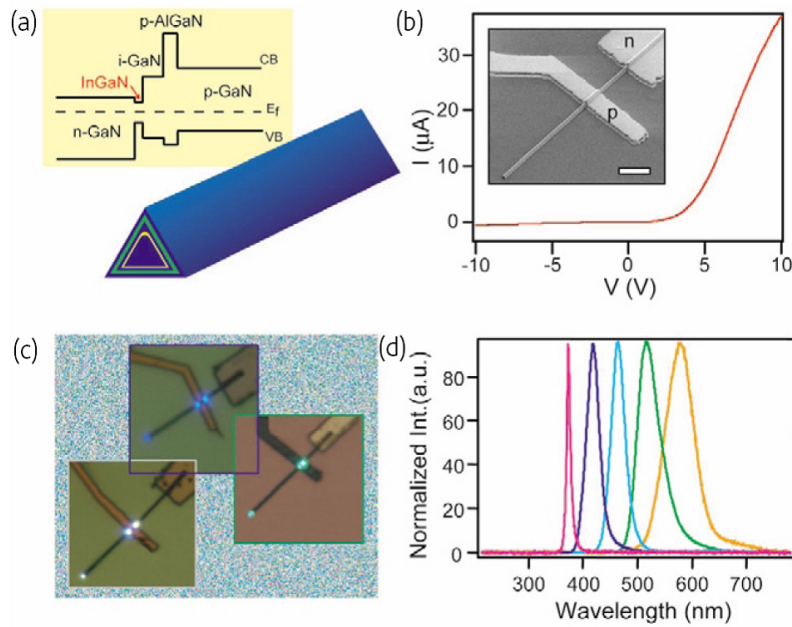 (a)
p-AlGaN
i-GaN
CB
InGaN
p-GaN
Ef
n-GaN
VB
(b)
I (μA)
30
20
10
0
n
p
-10
-5
0
5
10
V (V)
(c)
(d)
Normalized Int.(a.u.)
80
60
40
20
0
300
400
500
600
700
Wavelength (nm)